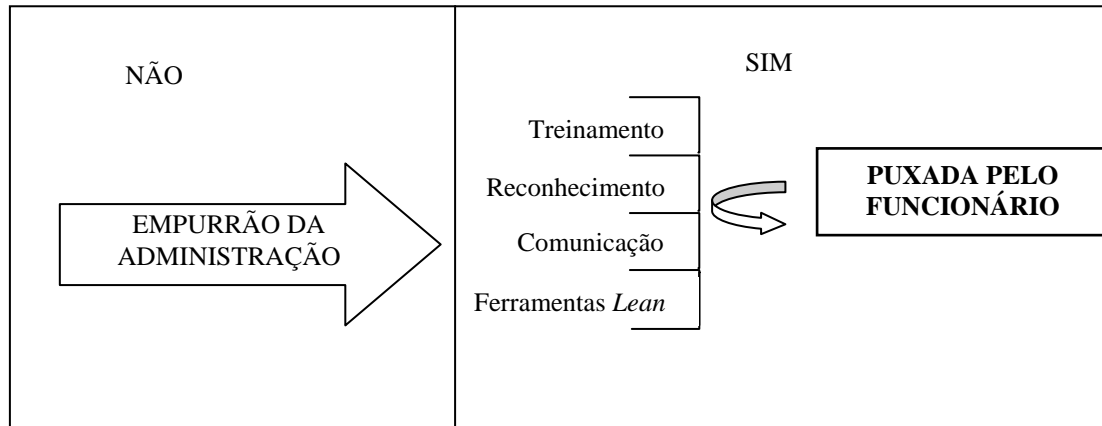 NÃO
EMPURRÃO DA
ADMINISTRAÇÃO
SIM
Treinamento
Reconhecimento
Comunicação
Ferramentas Lean
PUXADA PELO
FUNCIONÁRIO